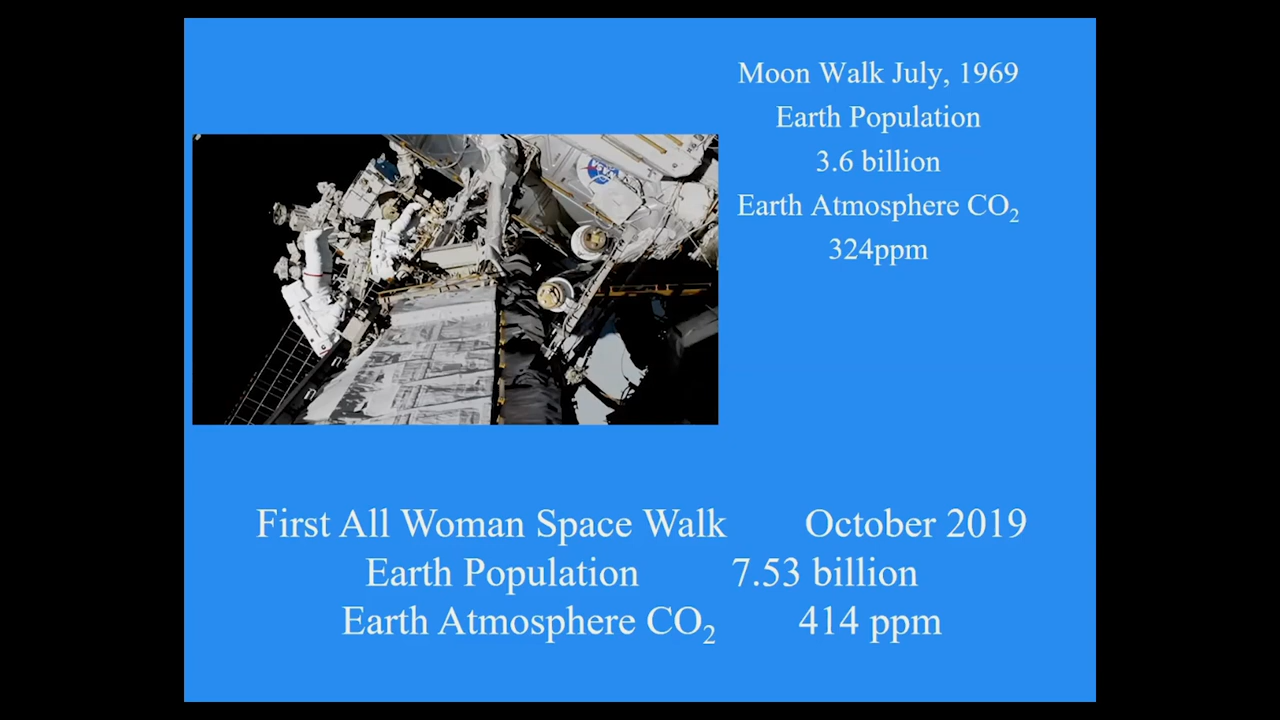 Moon Walk July, 1969
Earth Population
3.6 billion
Earth Atmosphere CO₂
324ppm
NASA
First All Woman Space Walk October 2019
Earth Population 7.53 billion
Earth Atmosphere CO₂ 414 ppm